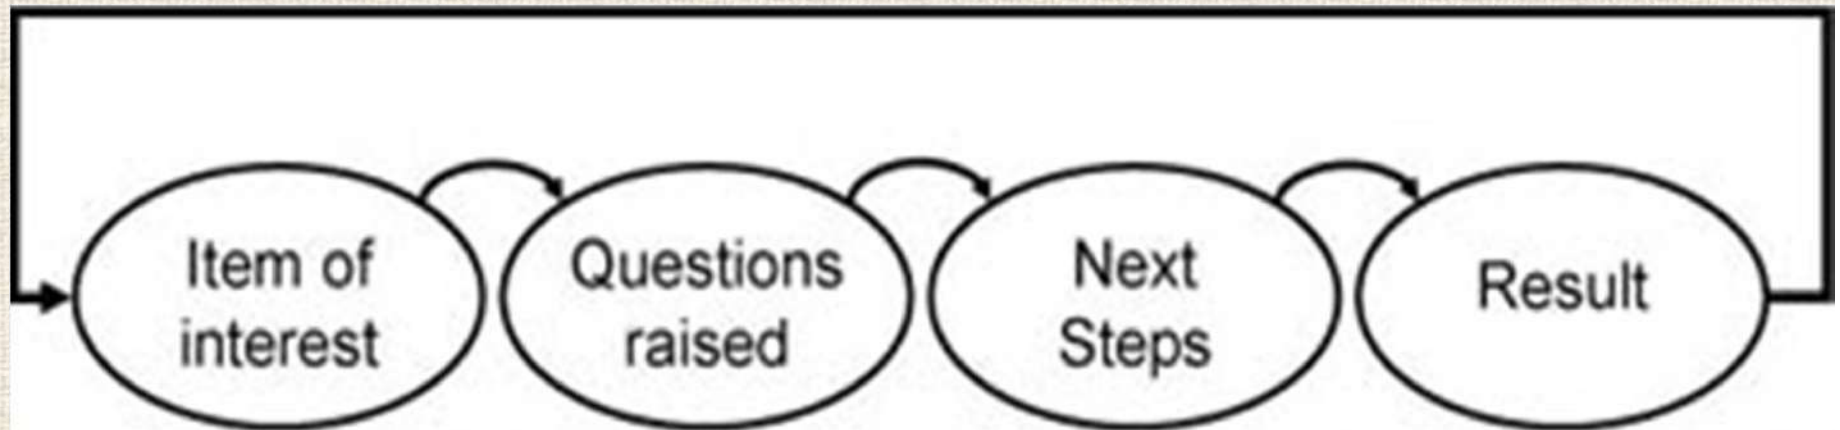 Item of
interest
Questions
raised
Next
Steps
Result